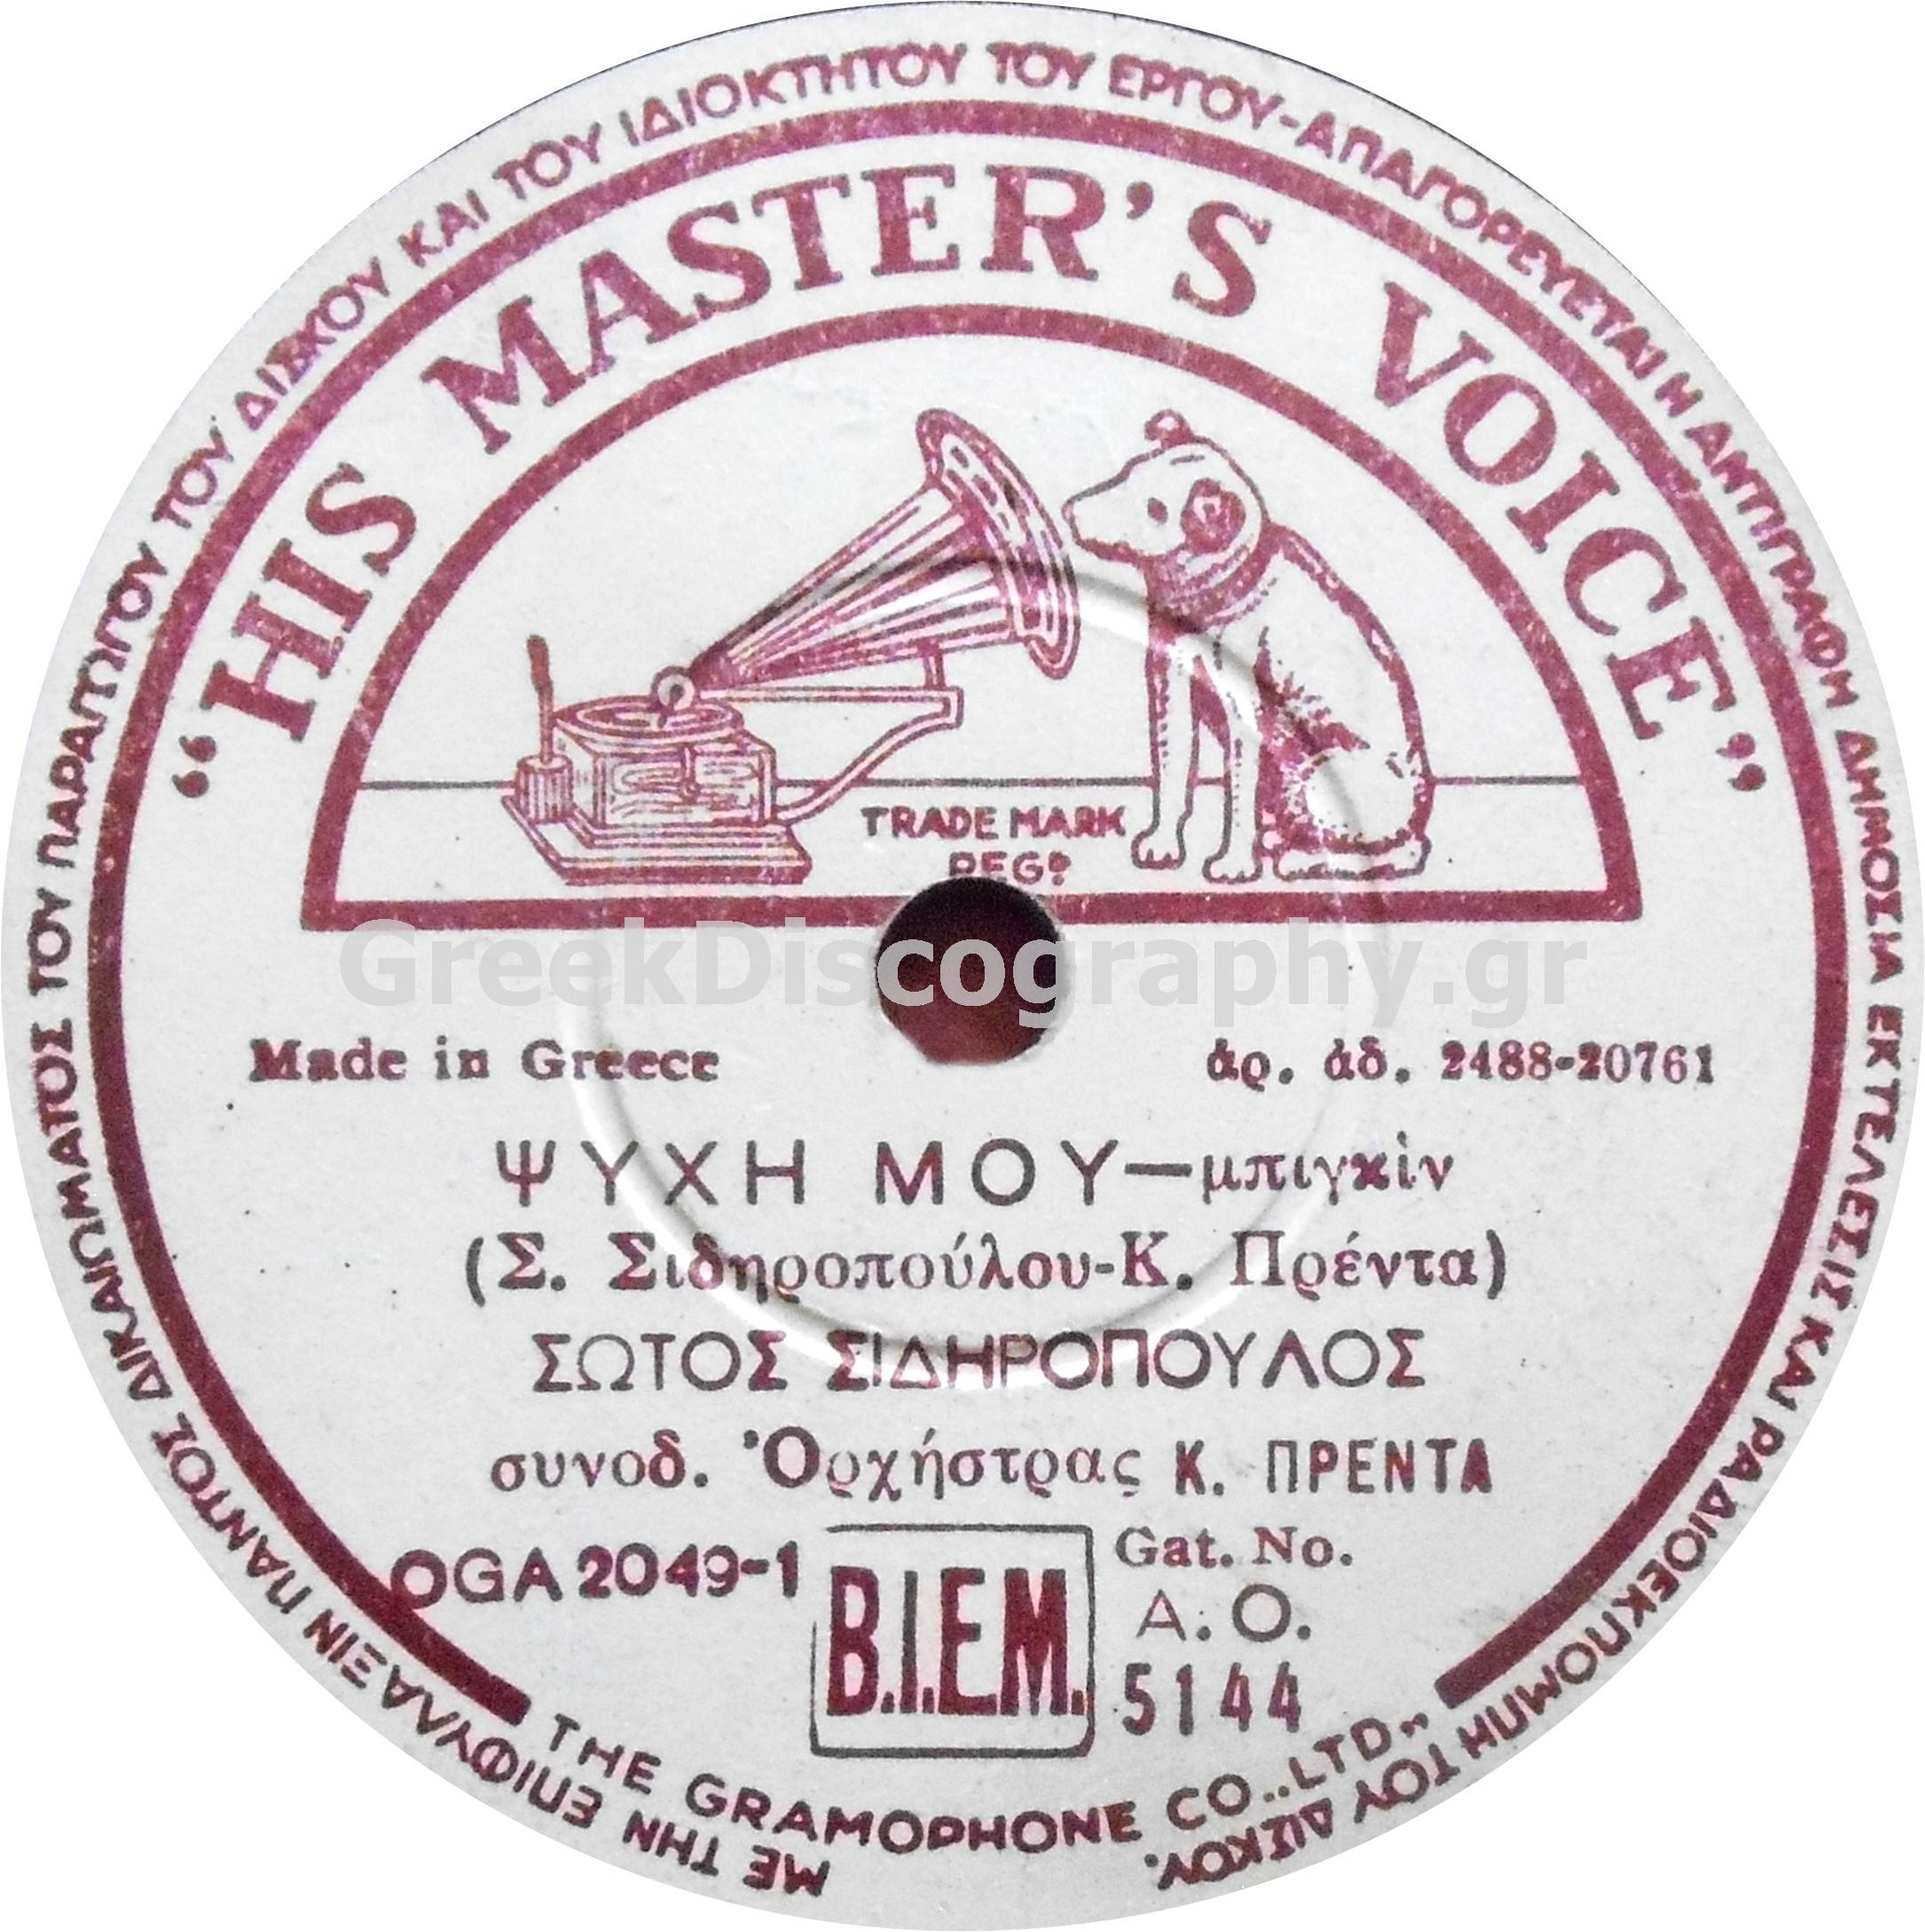 ΜΕ ΤΗΝ ΕΠΙΦΥΛΑΞΙΝ ΠΑΝΤΟΣ ΔΙΚΑΙΩΜΑΤΟΣ ΤΟΥ ΠΑΡΑΓΩΓΟΥ ΤΟΥ ΔΙΣΚΟΥ ΚΑΙ ΤΟΥ ΙΔΙΟΚΤΗΤΟΥ ΤΟΥ ΕΡΓΟΥ-ΑΠΑΓΟΡΕΥΕΤΑΙ Η ΑΝΤΙΓΡΑΦΗ ΔΗΜΟΣΙΑ ΕΚΤΕΛΕΣΙΣ ΚΑΙ ΡΑΔΙΟΕΚΠΟΜΠΗ ΤΟΥ ΔΙΣΚΟΥ.
“HIS MASTER'S VOICE”
TRADE MARK
REGD
GreekDiscography.gr
Made in Greece ἀρ. ἀδ. 2488-20761
ΨΥΧΗ ΜΟΥ—μπιγκὶν
(Σ. Σιδηροπούλου-Κ. Πρέντα)
ΣΩΤΟΣ ΣΙΔΗΡΟΠΟΥΛΟΣ
συνοδ. Ὀρχήστρας Κ. ΠΡΕΝΤΑ
OGA 2049-1 B.I.E.M. Gat. No.
A. O.
5144
THE GRAMOPHONE CO., LTD.,